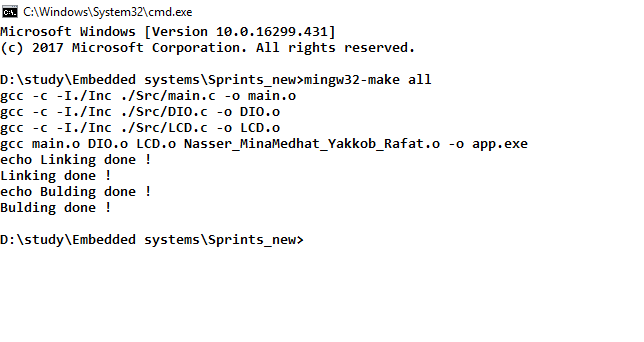 C:\Windows\System32\cmd.exe
Microsoft Windows [Version 10.0.16299.431]
(c) 2017 Microsoft Corporation. All rights reserved.
D:\study\Embedded systems\Sprints_new>mingw32-make all
gcc -c -I./Inc ./Src/main.c -o main.o
gcc -c -I./Inc ./Src/DIO.c -o DIO.o
gcc -c -I./Inc ./Src/LCD.c -o LCD.o
gcc main.o DIO.o LCD.o Nasser_MinaMedhat_Yakkob_Rafat.o -o app.exe
echo Linking done !
Linking done !
echo Bulding done !
Bulding done !
D:\study\Embedded systems\Sprints_new>